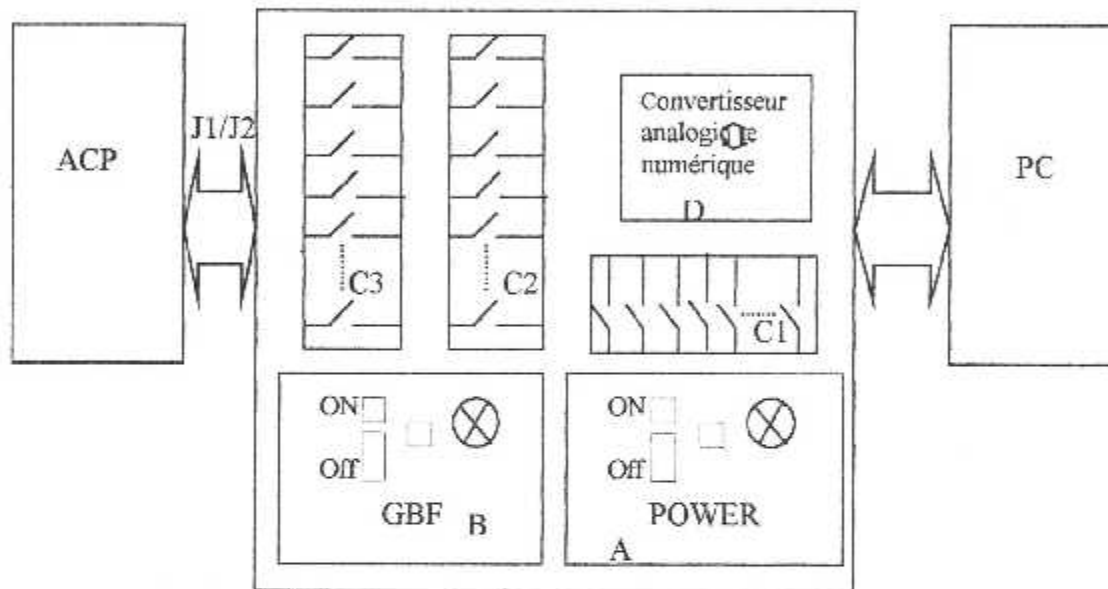 ACP
J1/J2
C3
C2
Convertisseur
analogique
numérique
D
C1
PC
ON
Off
GBF
B
ON
Off
POWER
A